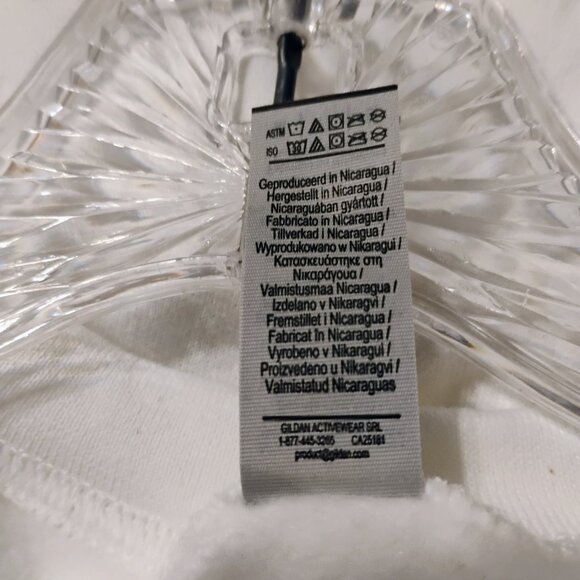 ASTM
ISO
Geproduceerd in Nicaragua /
Hergestellt in Nicaragua /
Nicaraguában gyártott /
Fabbricato in Nicaragua /
Tillverkad i Nicaragua /
Wyprodukowano w Nikaragui /
Κατασκευάστηκε στη
Νικαράγουα /
Valmistusmaa Nicaragua /
Izdelano v Nikaragvi /
Fremstillet i Nicaragua /
Fabricat în Nicaragua /
Vyrobeno v Nikaragui /
Proizvedeno u Nikaragvi /
Valmistatud Nicaraguas
GILDAN ACTIVEWEAR SRL
1-877-445-3265 CA25181
product@gildan.com